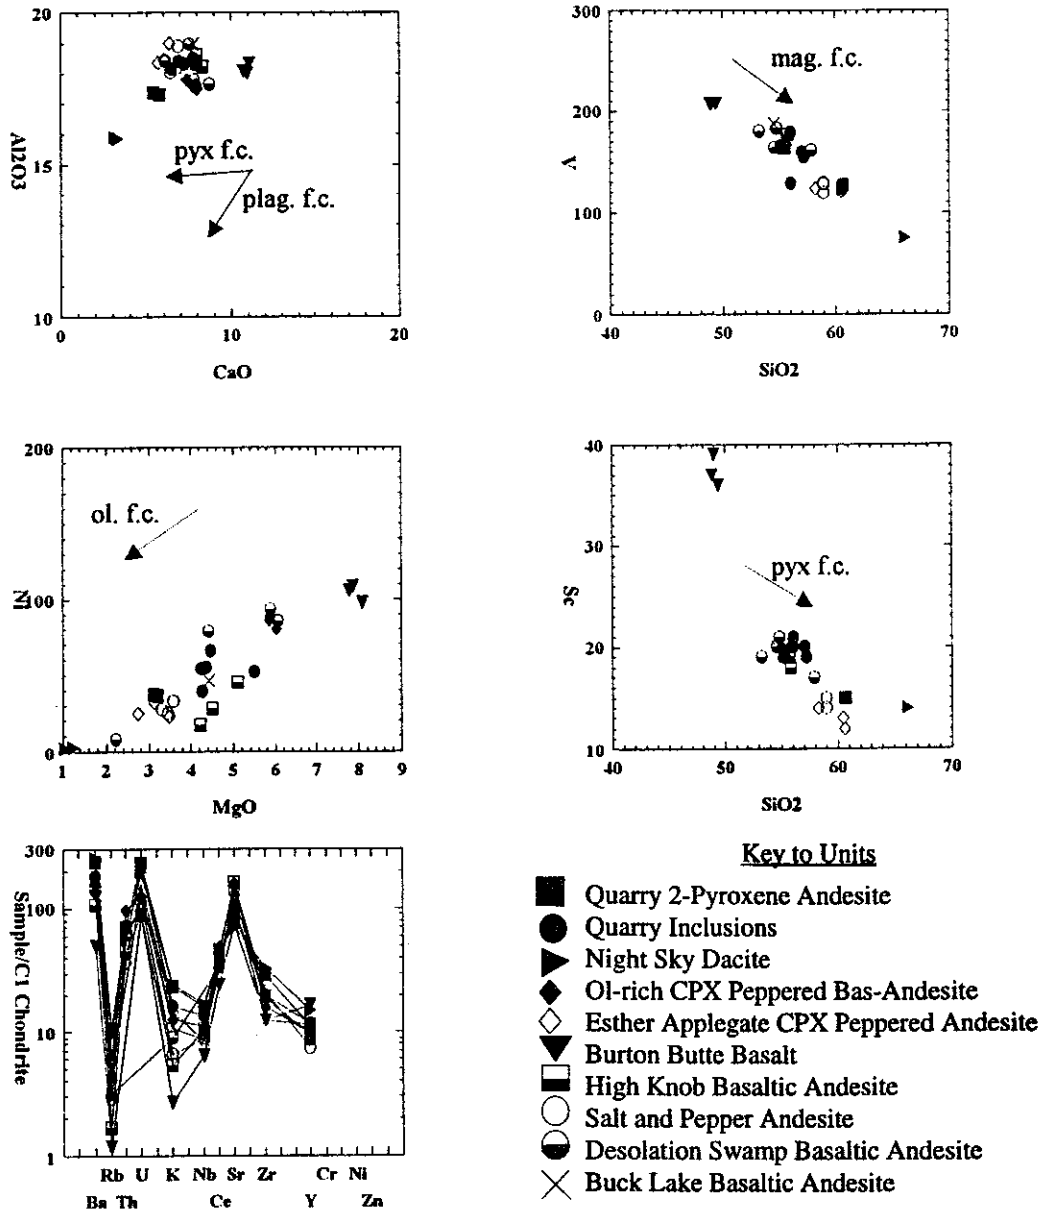 20
15
10
Al2O3
pyx f.c.
plag. f.c.
0 10 20
CaO
300
200
100
0
V
mag. f.c.
40 50 60 70
SiO2
200
100
0
Ni
ol. f.c.
1 2 3 4 5 6 7 8 9
MgO
40
30
20
10
Sc
pyx f.c.
40 50 60 70
SiO2
300
100
10
1
Sample/C1 Chondrite
Rb U K Nb Sr Zr Cr Ni
Ba Th Ce Y Zn
Key to Units
Quarry 2-Pyroxene Andesite
Quarry Inclusions
Night Sky Dacite
Ol-rich CPX Peppered Bas-Andesite
Esther Applegate CPX Peppered Andesite
Burton Butte Basalt
High Knob Basaltic Andesite
Salt and Pepper Andesite
Desolation Swamp Basaltic Andesite
Buck Lake Basaltic Andesite